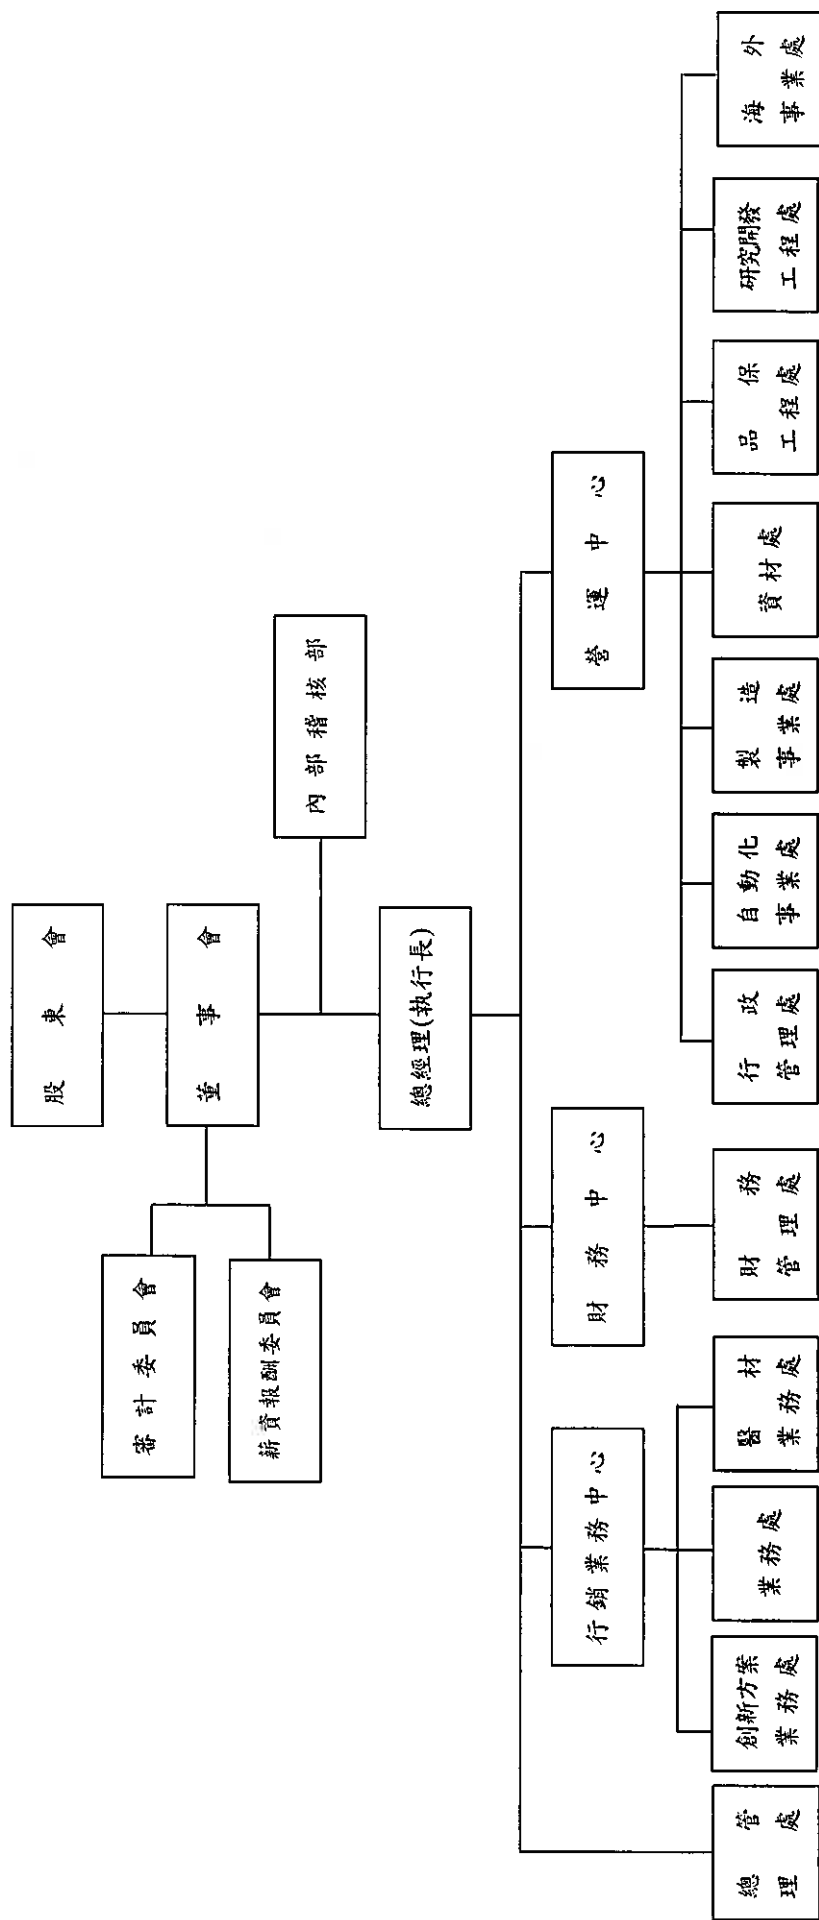 股東會
董事會
審計委員會
薪資報酬委員會
內部稽核部
總經理(執行長)
行銷業務中心
財務中心
營運中心
總管
理處
創新方案
業務處
業務處
醫材
業務處
財務
管理處
行政
管理處
自動化
事業處
製造
事業處
資材處
品保
工程處
研究開發
工程處
海外
事業處